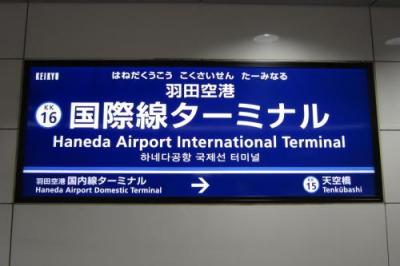 KEIKYU
はねだくうこう こくさいせん たーみなる
羽田空港
KK
16
国際線ターミナル
Haneda Airport International Terminal
하네다공항 국제선 터미널
羽田空港 国内線ターミナル
Haneda Airport Domestic Terminal
→
KK
15
天空橋
Tenkūbashi